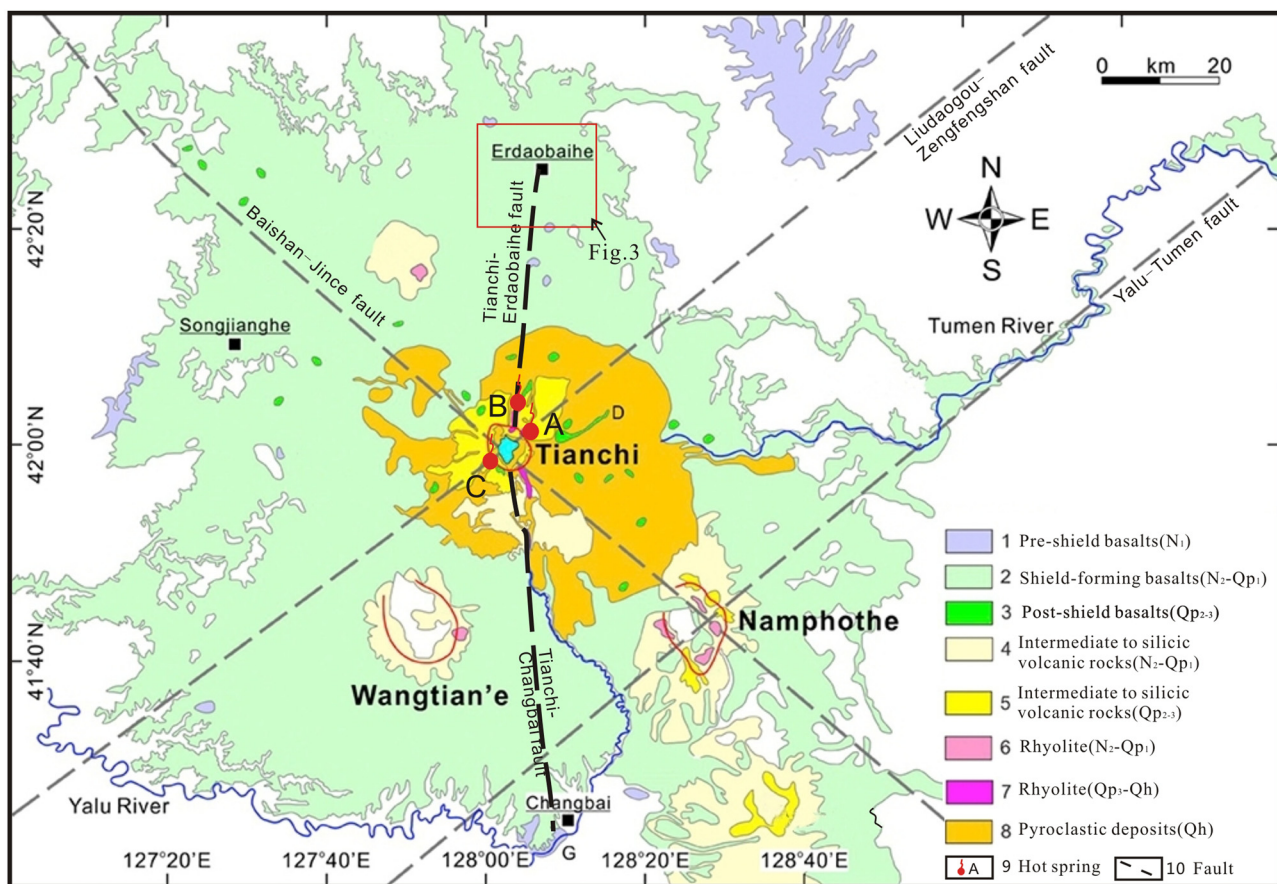 0 km 20
Liudaogou-
Zengfengshan fault
Erdaobaihe
N
W E
S
42°20′N
Baishan-Jince fault
Tianchi-
Erdaobaihe fault
Fig.3
Yalu-Tumen fault
Songjianghe
Tumen River
B
A
D
42°00′N
Tianchi
C
1 Pre-shield basalts(N₁)
2 Shield-forming basalts(N₂-Qp₁)
3 Post-shield basalts(Qp₂₋₃)
4 Intermediate to silicic
volcanic rocks(N₂-Qp₁)
5 Intermediate to silicic
volcanic rocks(Qp₂₋₃)
6 Rhyolite(N₂-Qp₁)
7 Rhyolite(Qp₃-Qh)
8 Pyroclastic deposits(Qh)
A 9 Hot spring 10 Fault
Namphothe
41°40′N
Wangtian'e
Tianchi-
Changbarrault
Yalu River
Changbai
G
127°20′E 127°40′E 128°00′E 128°20′E 128°40′E